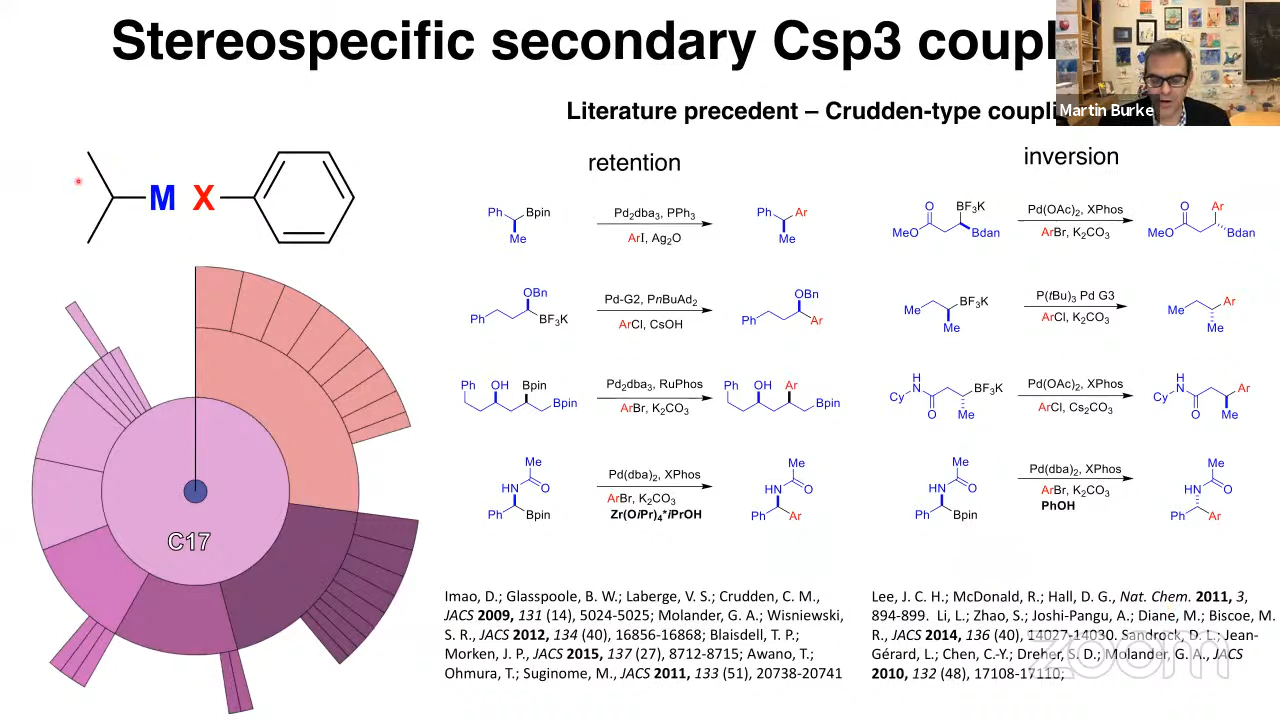 Stereospecific secondary Csp3 coupl
Literature precedent – Crudden-type coupli
Martin Burke
retention
inversion
M X
Ph Bpin
Me
Pd2dba3, PPh3
ArI, Ag2O
Ph Ar
Me
O BF3K
MeO Bdan
Pd(OAc)2, XPhos
ArBr, K2CO3
O Ar
MeO Bdan
OBn
Ph BF3K
Pd-G2, PnBuAd2
ArCl, CsOH
OBn
Ph Ar
Me BF3K
Me
P(tBu)3 Pd G3
ArCl, K2CO3
Me Ar
Me
Ph OH Bpin
Bpin
Pd2dba3, RuPhos
ArBr, K2CO3
Ph OH Ar
Bpin
H
N BF3K
Cy
O Me
Pd(OAc)2, XPhos
ArCl, Cs2CO3
H
N Ar
Cy
O Me
Me
HN O
Ph Bpin
Pd(dba)2, XPhos
ArBr, K2CO3
Zr(OiPr)4*iPrOH
Me
HN O
Ph Ar
Me
HN O
Ph Bpin
Pd(dba)2, XPhos
ArBr, K2CO3
PhOH
Me
HN O
Ph Ar
C17
Imao, D.; Glasspoole, B. W.; Laberge, V. S.; Crudden, C. M.,
JACS 2009, 131 (14), 5024-5025; Molander, G. A.; Wisniewski,
S. R., JACS 2012, 134 (40), 16856-16868; Blaisdell, T. P.;
Morken, J. P., JACS 2015, 137 (27), 8712-8715; Awano, T.;
Ohmura, T.; Suginome, M., JACS 2011, 133 (51), 20738-20741
Lee, J. C. H.; McDonald, R.; Hall, D. G., Nat. Chem. 2011, 3,
894-899. Li, L.; Zhao, S.; Joshi-Pangu, A.; Diane, M.; Biscoe, M.
R., JACS 2014, 136 (40), 14027-14030. Sandrock, D. L.; Jean-
Gérard, L.; Chen, C.-Y.; Dreher, S. D.; Molander, G. A., JACS
2010, 132 (48), 17108-17110;
zoom